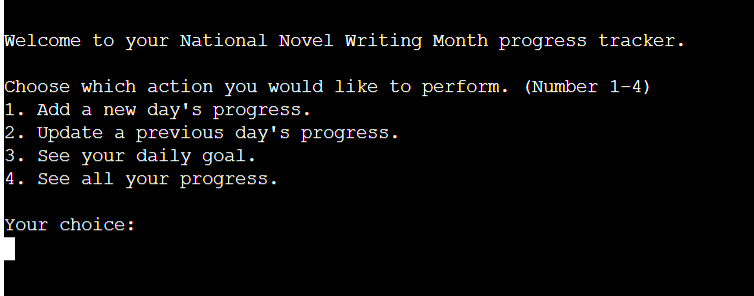 Welcome to your National Novel Writing Month progress tracker.
Choose which action you would like to perform. (Number 1-4)
1. Add a new day's progress.
2. Update a previous day's progress.
3. See your daily goal.
4. See all your progress.
Your choice: